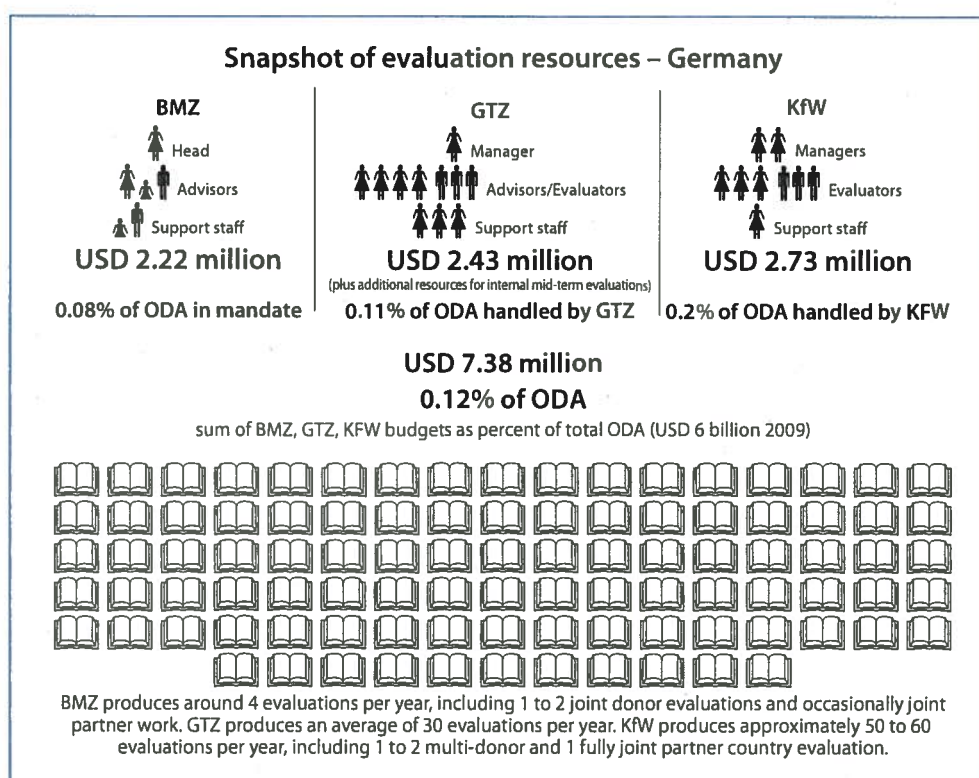 Snapshot of evaluation resources – Germany
BMZ
Head
Advisors
Support staff
USD 2.22 million
0.08% of ODA in mandate
GTZ
Manager
Advisors/Evaluators
Support staff
USD 2.43 million
(plus additional resources for internal mid-term evaluations)
0.11% of ODA handled by GTZ
KfW
Managers
Evaluators
Support staff
USD 2.73 million
0.2% of ODA handled by KFW
USD 7.38 million
0.12% of ODA
sum of BMZ, GTZ, KFW budgets as percent of total ODA (USD 6 billion 2009)
BMZ produces around 4 evaluations per year, including 1 to 2 joint donor evaluations and occasionally joint
partner work. GTZ produces an average of 30 evaluations per year. KfW produces approximately 50 to 60
evaluations per year, including 1 to 2 multi-donor and 1 fully joint partner country evaluation.